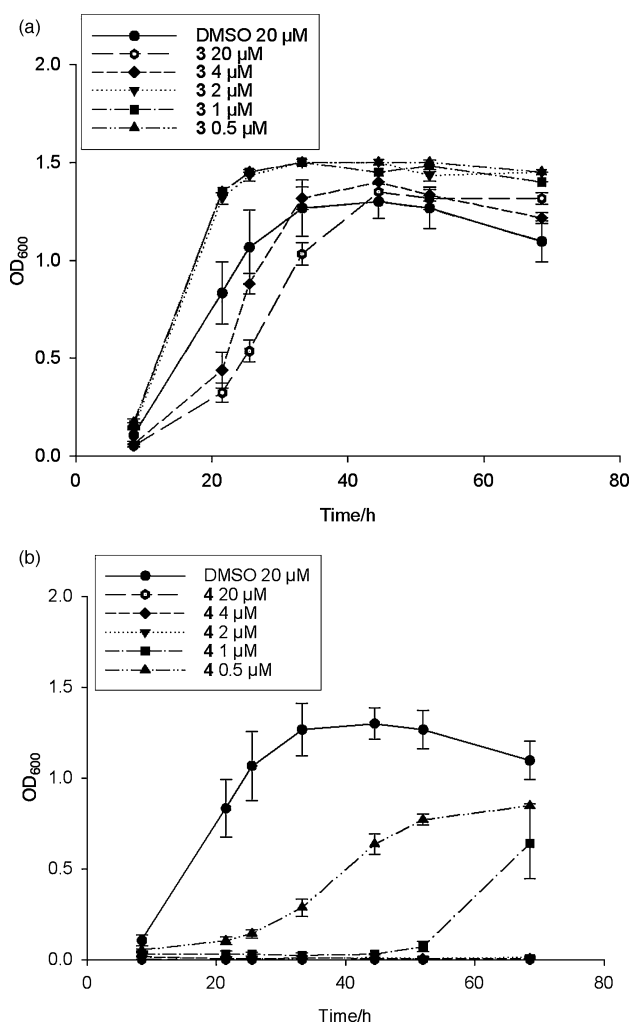 (a)
DMSO 20 µM
3 20 µM
3 4 µM
3 2 µM
3 1 µM
3 0.5 µM
2.0
1.5
1.0
0.5
0.0
OD600
0 20 40 60 80
Time/h
(b)
DMSO 20 µM
4 20 µM
4 4 µM
4 2 µM
4 1 µM
4 0.5 µM
2.0
1.5
1.0
0.5
0.0
OD600
0 20 40 60 80
Time/h